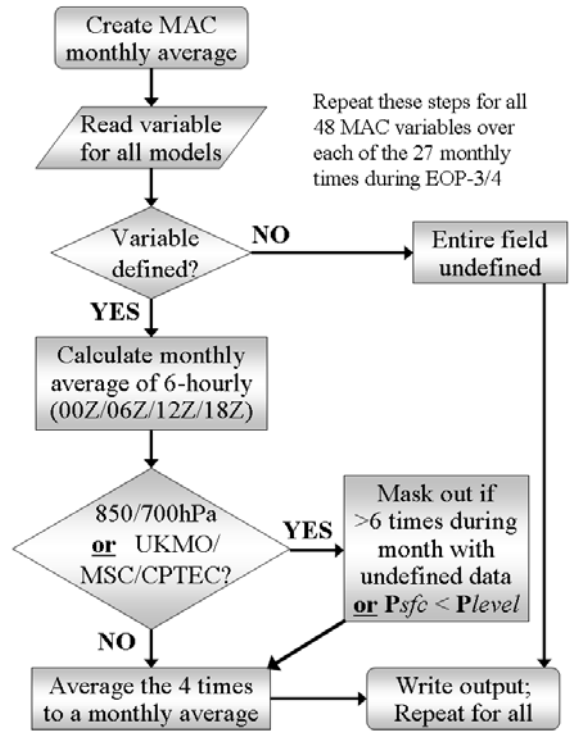 Create MAC
monthly average
Read variable
for all models
Repeat these steps for all
48 MAC variables over
each of the 27 monthly
times during EOP-3/4
Variable
defined?
NO
Entire field
undefined
YES
Calculate monthly
average of 6-hourly
(00Z/06Z/12Z/18Z)
850/700hPa
or UKMO/
MSC/CPTEC?
YES
Mask out if
>6 times during
month with
undefined data
or Psfc < Plevel
NO
Average the 4 times
to a monthly average
Write output;
Repeat for all